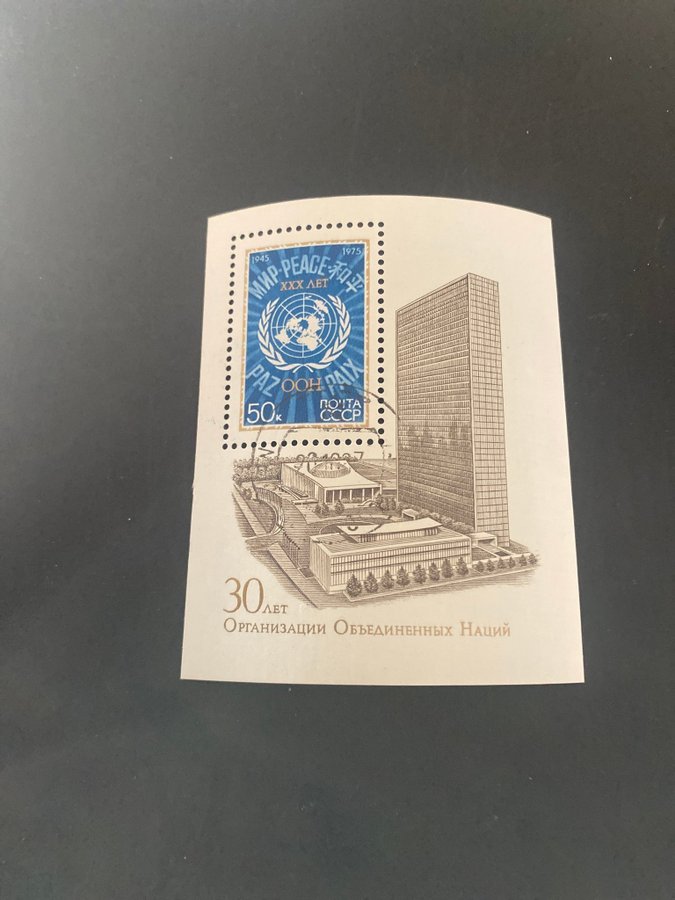 1945 1975
МИР·PEACE·和平
XXX ЛЕТ
PAZ ООН PAIX
50к ПОЧТА
СССР
30 ЛЕТ
ОРГАНИЗАЦИИ ОБЪЕДИНЕННЫХ НАЦИЙ